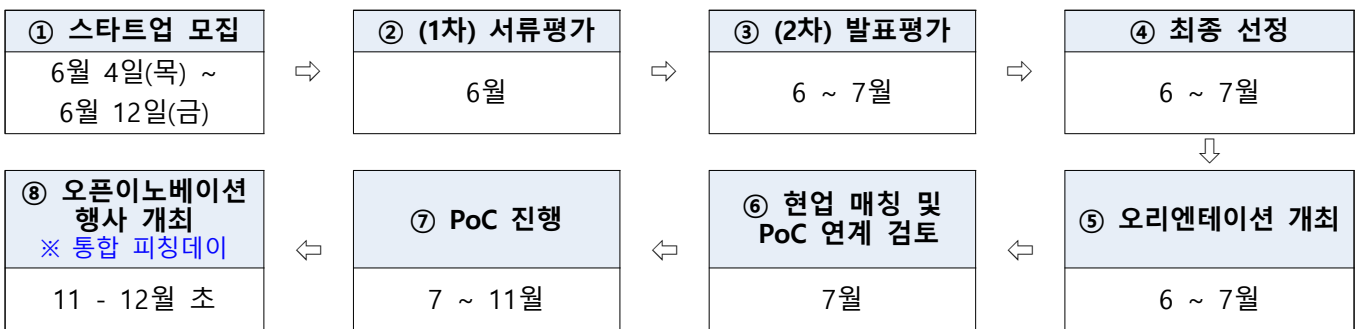 ① 스타트업 모집
6월 4일(목) ~
6월 12일(금)
⇨
② (1차) 서류평가
6월
⇨
③ (2차) 발표평가
6 ~ 7월
⇨
④ 최종 선정
6 ~ 7월
⇩
⑤ 오리엔테이션 개최
6 ~ 7월
⇦
⑥ 현업 매칭 및
PoC 연계 검토
7월
⇦
⑦ PoC 진행
7 ~ 11월
⇦
⑧ 오픈이노베이션
행사 개최
※ 통합 피칭데이
11 - 12월 초